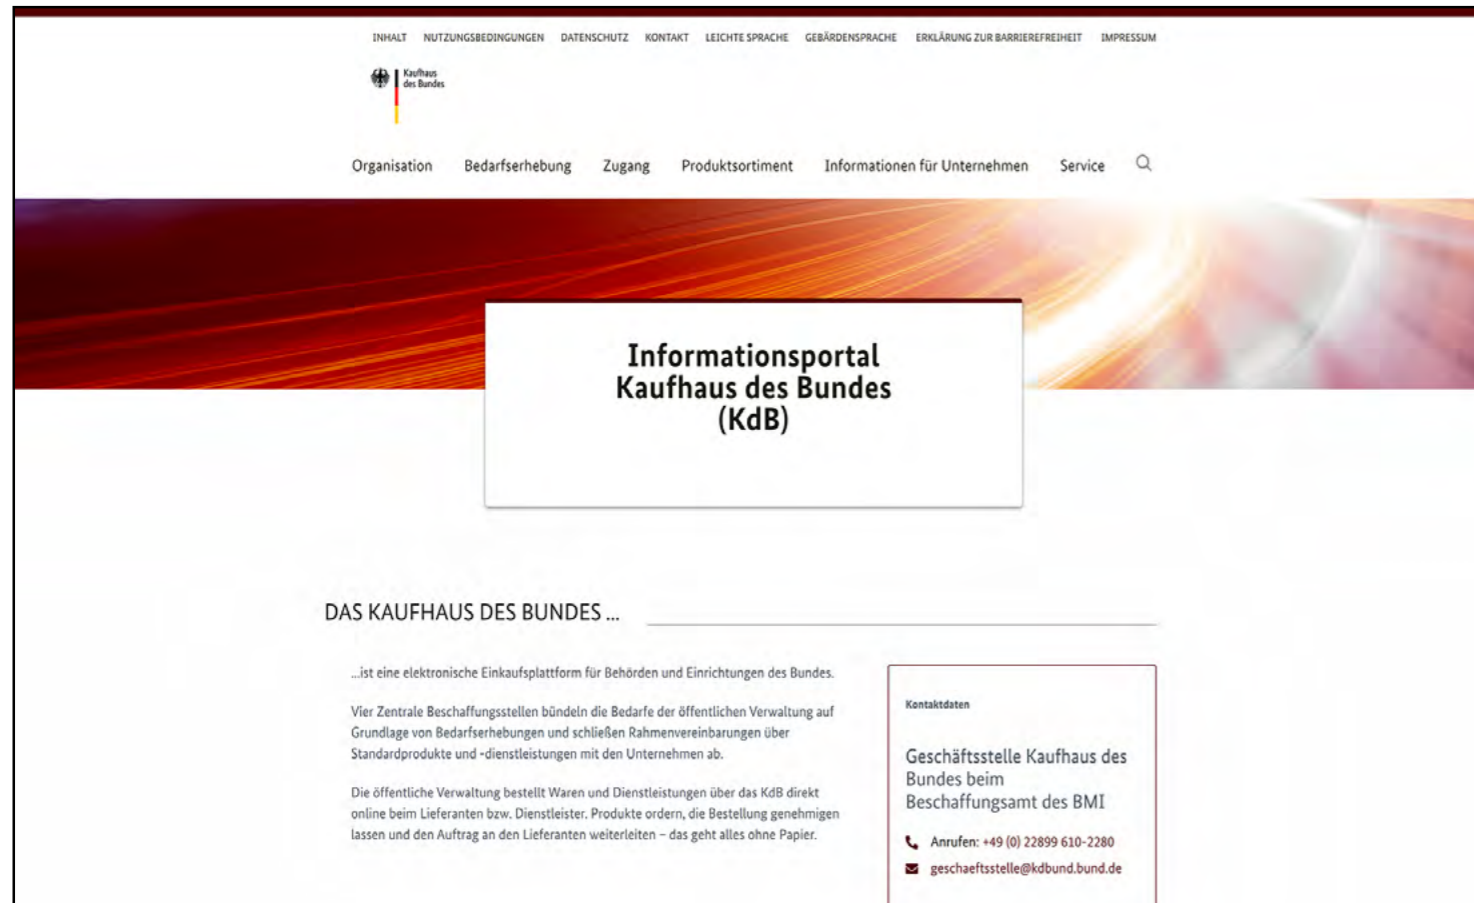 INHALT NUTZUNGSBEDINGUNGEN DATENSCHUTZ KONTAKT LEICHTE SPRACHE GEBÄRDENSPRACHE ERKLÄRUNG ZUR BARRIEREFREIHEIT IMPRESSUM
Kaufhaus
des Bundes
Organisation Bedarfserhebung Zugang Produktsortiment Informationen für Unternehmen Service
Informationsportal
Kaufhaus des Bundes
(KdB)
DAS KAUFHAUS DES BUNDES ...
...ist eine elektronische Einkaufsplattform für Behörden und Einrichtungen des Bundes.
Vier Zentrale Beschaffungsstellen bündeln die Bedarfe der öffentlichen Verwaltung auf
Grundlage von Bedarfserhebungen und schließen Rahmenvereinbarungen über
Standardprodukte und -dienstleistungen mit den Unternehmen ab.
Die öffentliche Verwaltung bestellt Waren und Dienstleistungen über das KdB direkt
online beim Lieferanten bzw. Dienstleister. Produkte ordern, die Bestellung genehmigen
lassen und den Auftrag an den Lieferanten weiterleiten – das geht alles ohne Papier.
Kontaktdaten
Geschäftsstelle Kaufhaus des
Bundes beim
Beschaffungsamt des BMI
Anrufen: +49 (0) 22899 610-2280
geschaeftsstelle@kdbund.bund.de